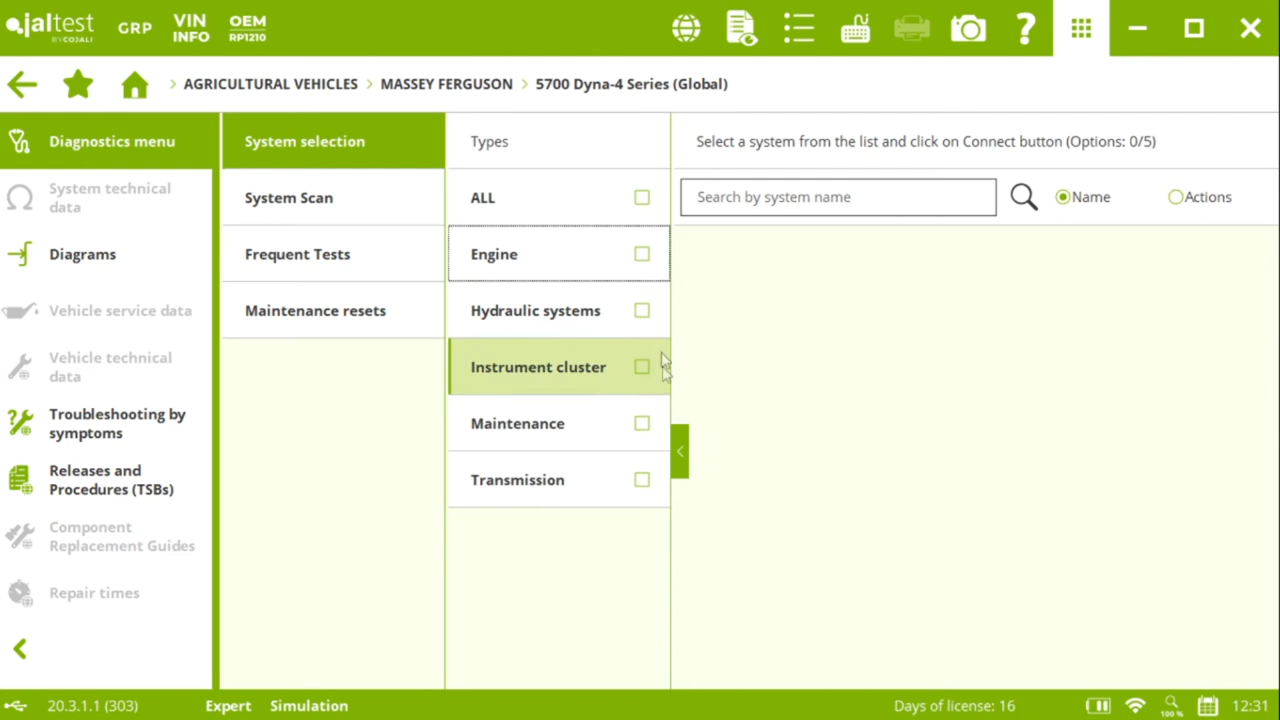 jaltest
BY COJALI
GRP
VIN
INFO
OEM
RP1210
?
> AGRICULTURAL VEHICLES > MASSEY FERGUSON > 5700 Dyna-4 Series (Global)
Diagnostics menu
System technical
data
Diagrams
Vehicle service data
Vehicle technical
data
Troubleshooting by
symptoms
Releases and
Procedures (TSBs)
Component
Replacement Guides
Repair times
System selection
System Scan
Frequent Tests
Maintenance resets
Types
ALL
Engine
Hydraulic systems
Instrument cluster
Maintenance
Transmission
Select a system from the list and click on Connect button (Options: 0/5)
Search by system name
Name
Actions
20.3.1.1 (303)
Expert
Simulation
Days of license: 16
100 %
12:31